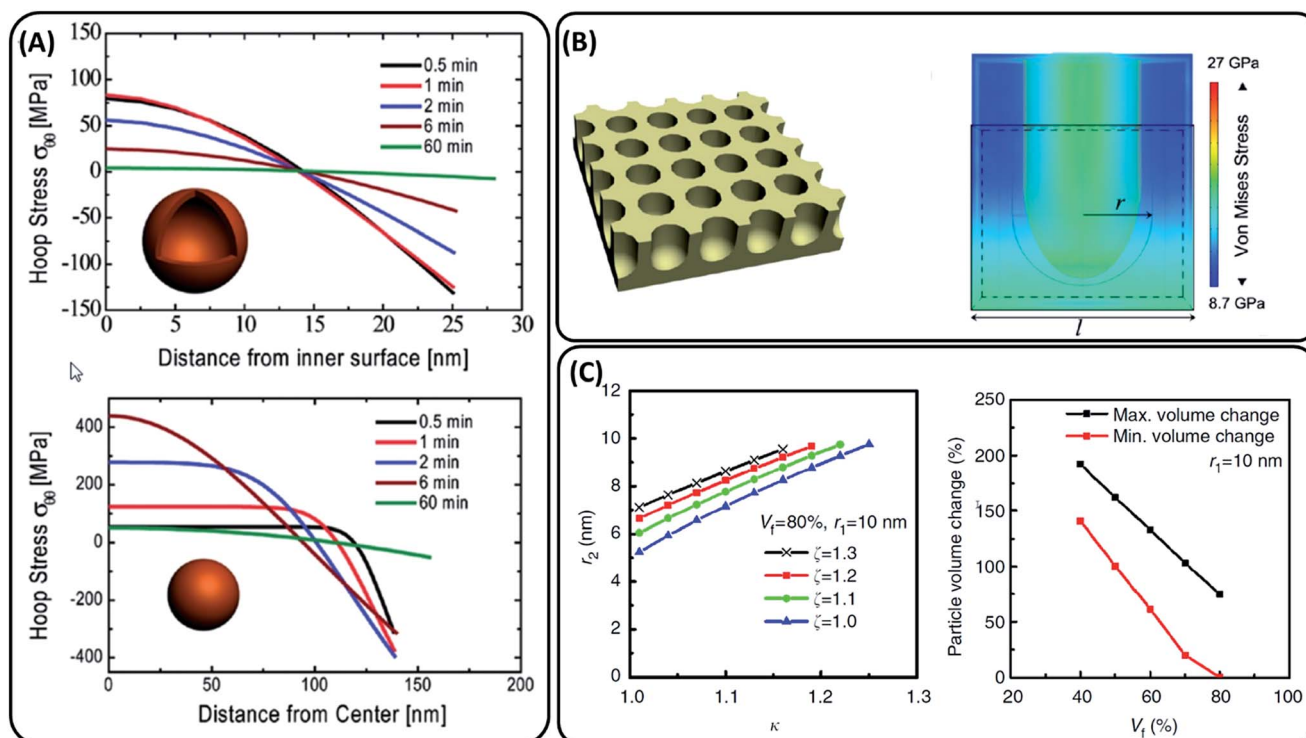 (A)
150
100
50
0
-50
-100
-150
Hoop Stress σθθ [MPa]
0.5 min
1 min
2 min
6 min
60 min
0 5 10 15 20 25 30
Distance from inner surface [nm]
400
200
0
-200
-400
Hoop Stress σθθ [MPa]
0.5 min
1 min
2 min
6 min
60 min
0 50 100 150 200
Distance from Center [nm]
(B)
r
l
27 GPa
Von Mises Stress
8.7 GPa
(C)
12
10
8
6
4
2
0
r₂ (nm)
Vf=80%, r₁=10 nm
ζ=1.3
ζ=1.2
ζ=1.1
ζ=1.0
1.0 1.1 1.2 1.3
κ
250
200
150
100
50
0
Particle volume change (%)
Max. volume change
Min. volume change
r₁=10 nm
20 40 60 80 100
Vf (%)